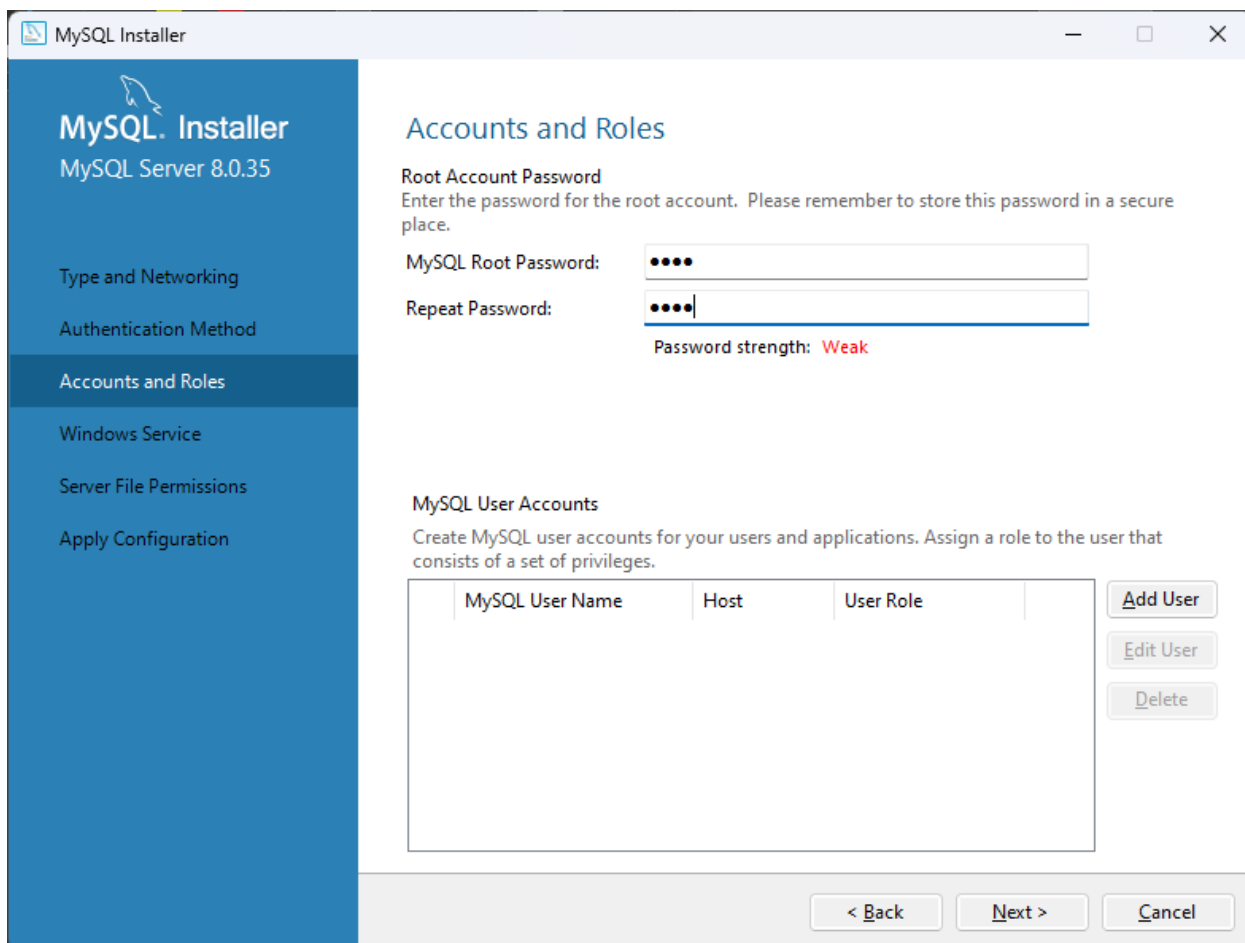 MySQL Installer
MySQL. Installer
MySQL Server 8.0.35
Type and Networking
Authentication Method
Accounts and Roles
Windows Service
Server File Permissions
Apply Configuration
Accounts and Roles
Root Account Password
Enter the password for the root account.  Please remember to store this password in a secure
place.
MySQL Root Password: ••••
Repeat Password: ••••
Password strength: Weak
MySQL User Accounts
Create MySQL user accounts for your users and applications. Assign a role to the user that
consists of a set of privileges.
MySQL User Name Host User Role
Add User
Edit User
Delete
< Back Next > Cancel